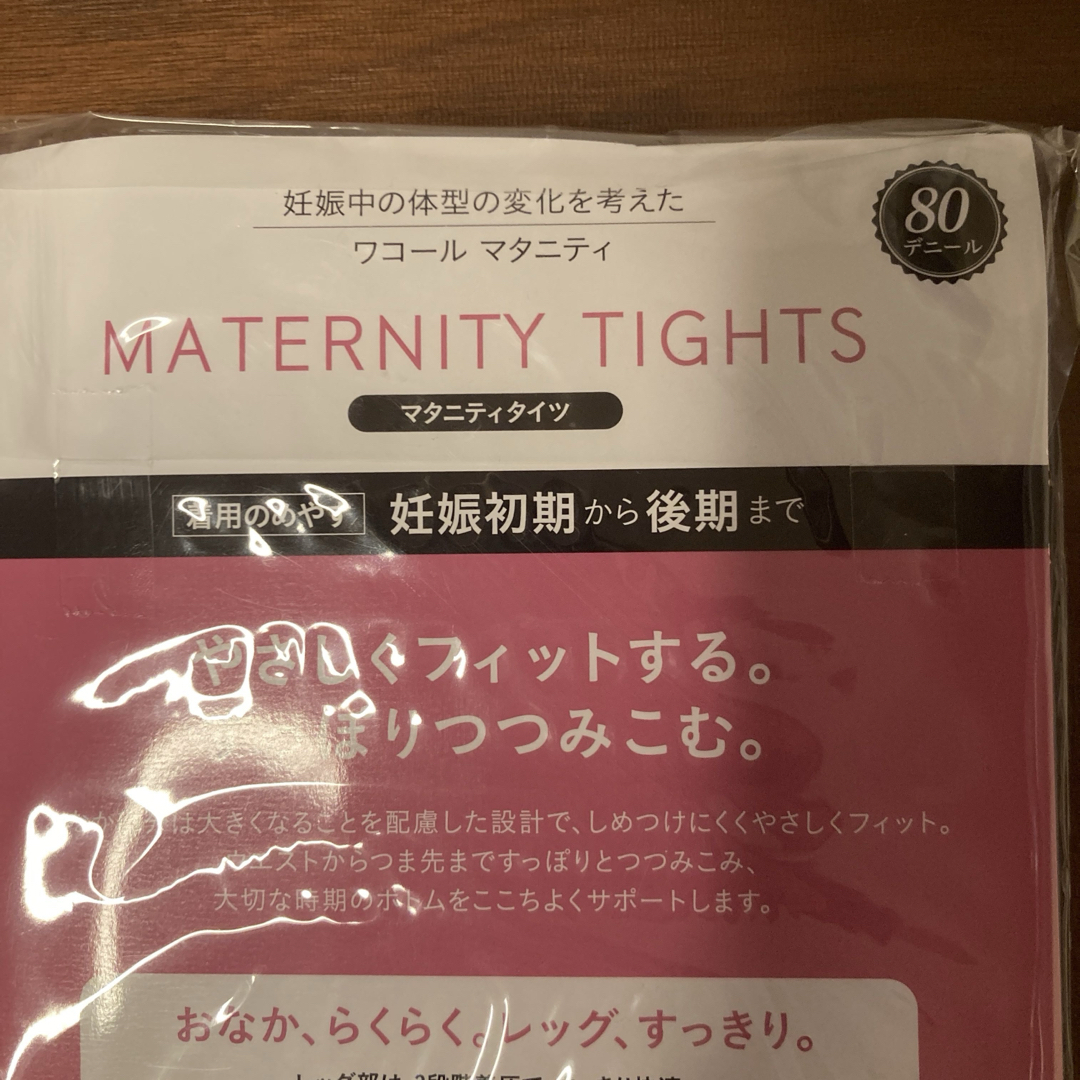 妊娠中の体型の変化を考えた
ワコール マタニティ
80
デニール
MATERNITY TIGHTS
マタニティタイツ
着用のめやす 妊娠初期から後期まで
やさしくフィットする。
ぽりつつみこむ。
は大きくなることを配慮した設計で、しめつけにくくやさしくフィット。
ウエストからつま先まですっぽりとつつみこみ、
大切な時期のボトムをここちよくサポートします。
おなか、らくらく。レッグ、すっきり。